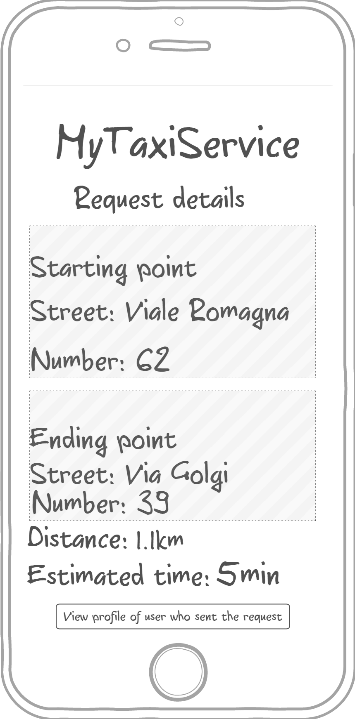 MyTaxiService
Request details
Starting point
Street: Viale Romagna
Number: 62
Ending point
Street: Via Golgi
Number: 39
Distance: 1.1km
Estimated time: 5min
View profile of user who sent the request